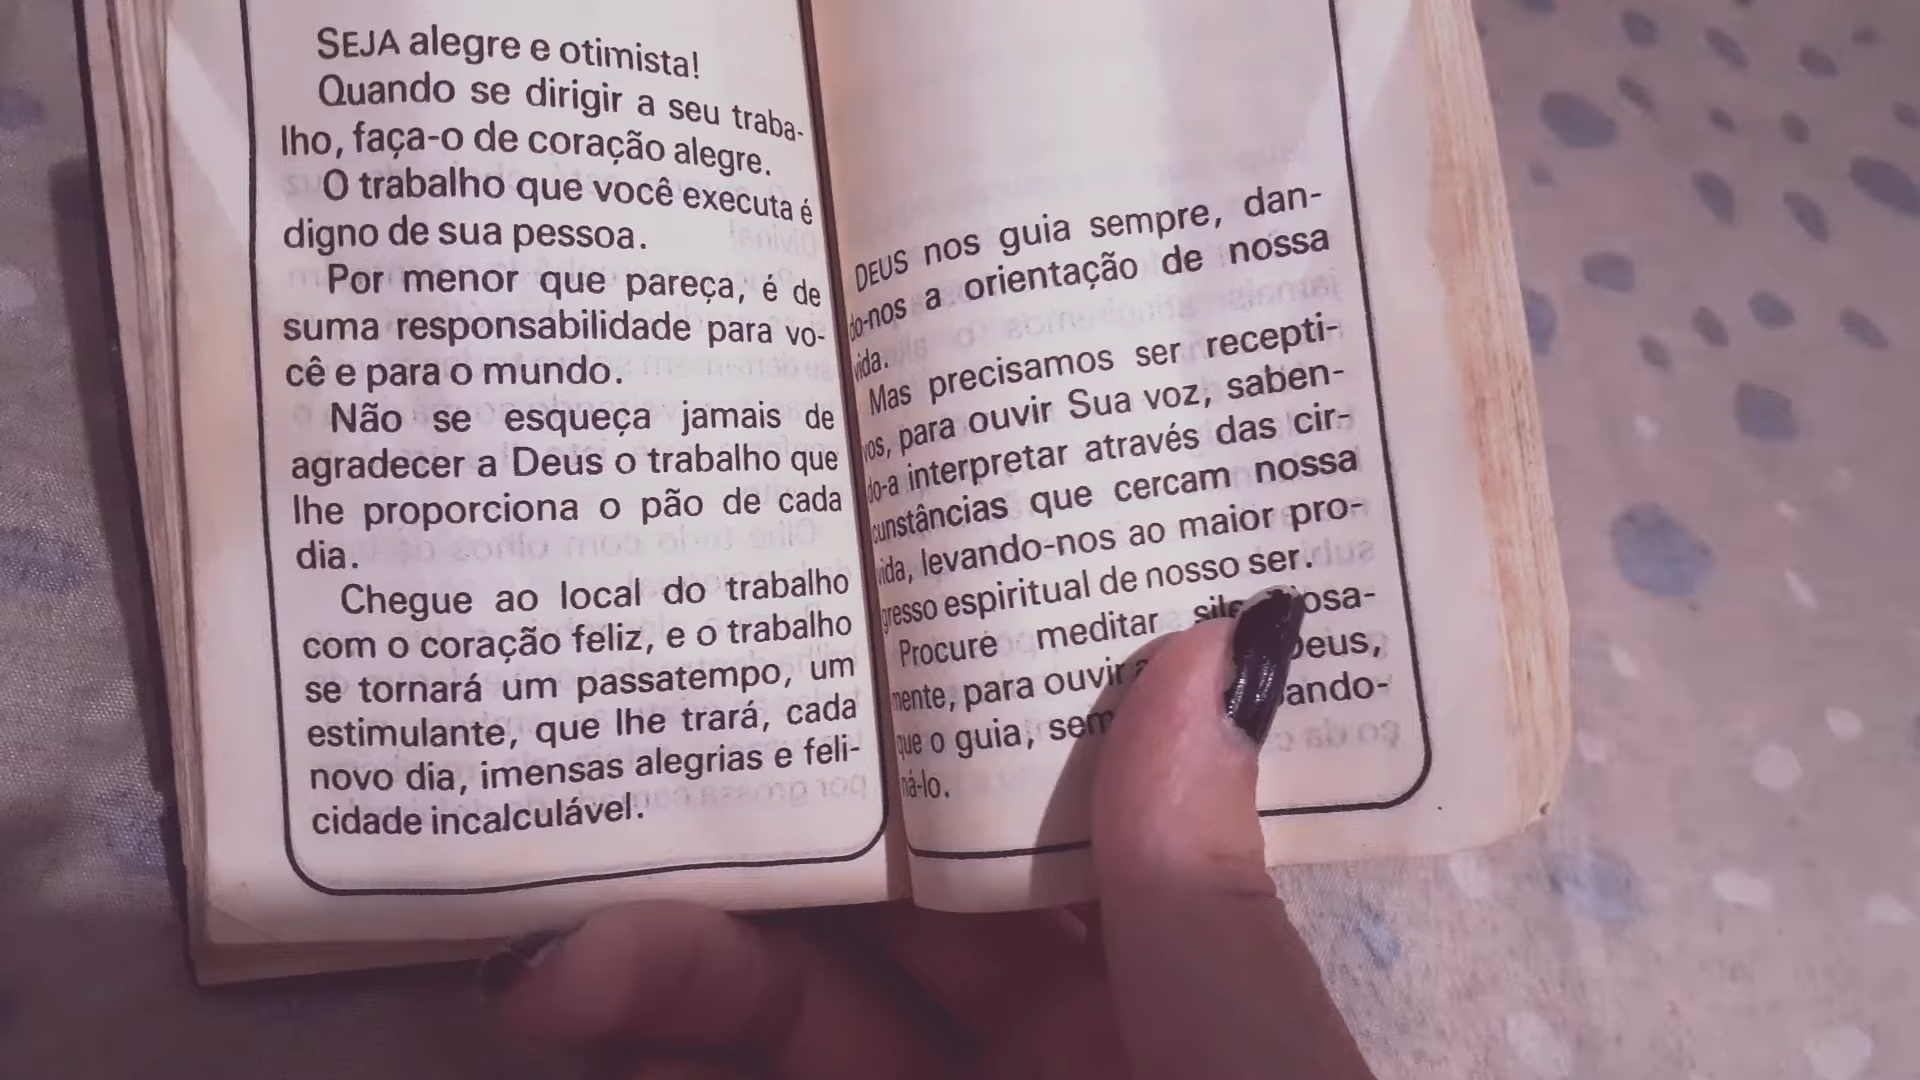 SEJA alegre e otimista!
Quando se dirigir a seu traba-
lho, faça-o de coração alegre.
O trabalho que você executa é
digno de sua pessoa.
Por menor que pareça, é de
suma responsabilidade para vo-
cê e para o mundo.
Não se esqueça jamais de
agradecer a Deus o trabalho que
lhe proporciona o pão de cada
dia.
Chegue ao local do trabalho
com o coração feliz, e o trabalho
se tornará um passatempo, um
estimulante, que lhe trará, cada
novo dia, imensas alegrias e feli-
cidade incalculável.
DEUS nos guia sempre, dan-
do-nos a orientação de nossa
vida.
Mas precisamos ser recepti-
vos, para ouvir Sua voz, saben-
do-a interpretar através das cir-
cunstâncias que cercam nossa
vida, levando-nos ao maior pro-
gresso espiritual de nosso ser.
Procure meditar
mente, para ouvir Deus,
que o guia,
ná-lo.